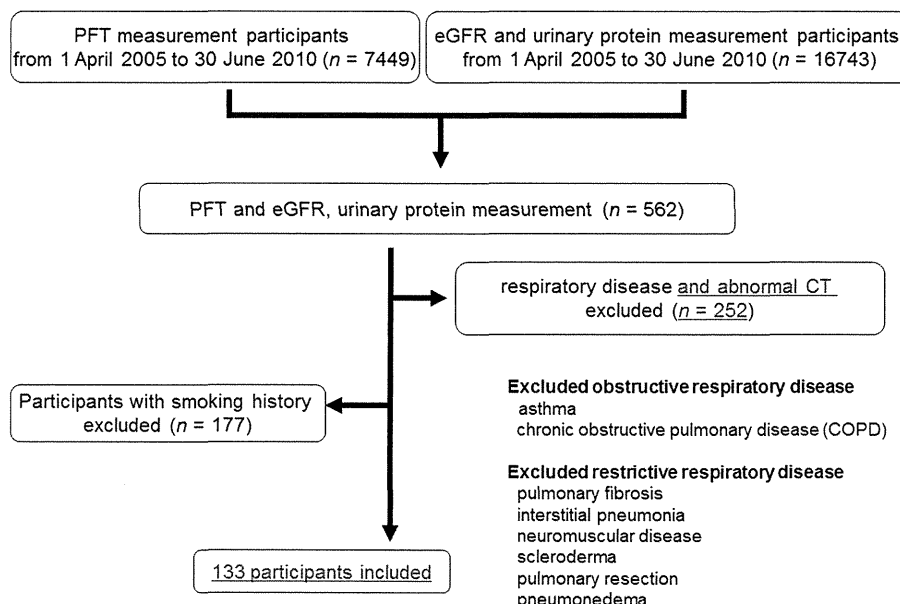 PFT measurement participants
from 1 April 2005 to 30 June 2010 (n = 7449)
eGFR and urinary protein measurement participants
from 1 April 2005 to 30 June 2010 (n = 16743)
PFT and eGFR, urinary protein measurement (n = 562)
respiratory disease and abnormal CT
excluded (n = 252)
Participants with smoking history
excluded (n = 177)
Excluded obstructive respiratory disease
asthma
chronic obstructive pulmonary disease (COPD)
Excluded restrictive respiratory disease
pulmonary fibrosis
interstitial pneumonia
neuromuscular disease
scleroderma
pulmonary resection
pneumonedema
133 participants included